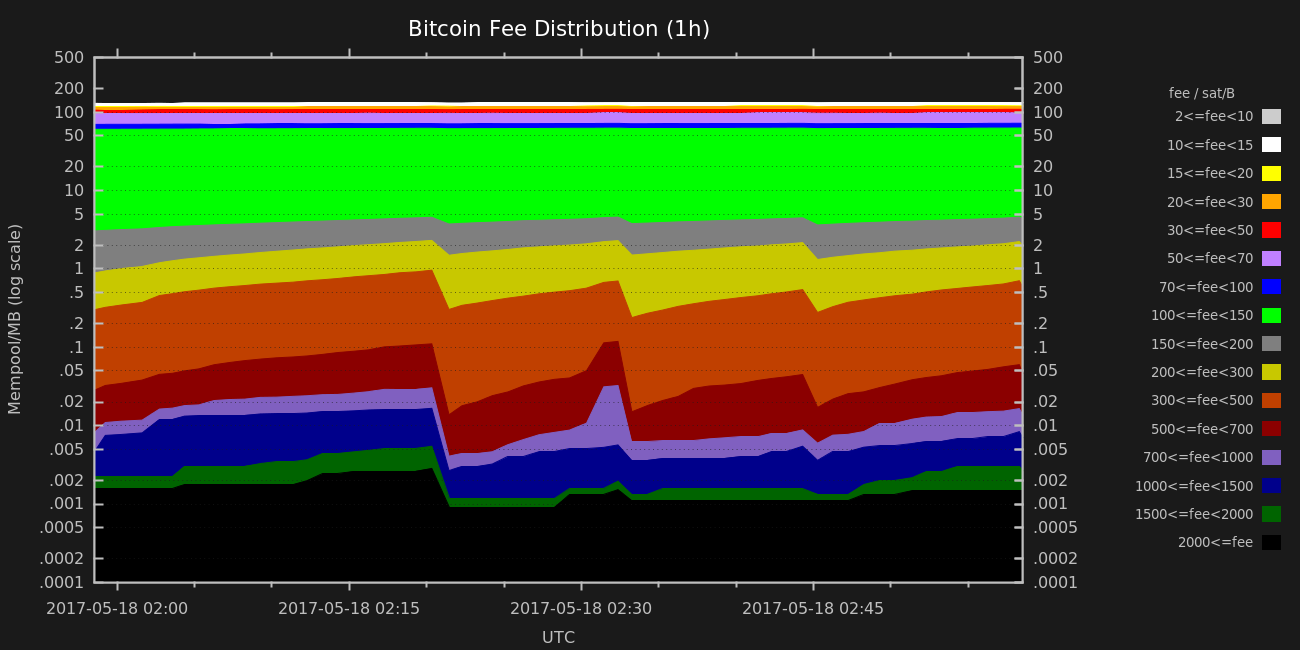 Bitcoin Fee Distribution (1h)
500
200
100
50
20
10
5
2
1
.5
.2
.1
.05
.02
.01
.005
.002
.001
.0005
.0002
.0001
Mempool/MB (log scale)
500
200
100
50
20
10
5
2
1
.5
.2
.1
.05
.02
.01
.005
.002
.001
.0005
.0002
.0001
2017-05-18 02:00 2017-05-18 02:15 2017-05-18 02:30 2017-05-18 02:45
UTC
fee / sat/B
2<=fee<10
10<=fee<15
15<=fee<20
20<=fee<30
30<=fee<50
50<=fee<70
70<=fee<100
100<=fee<150
150<=fee<200
200<=fee<300
300<=fee<500
500<=fee<700
700<=fee<1000
1000<=fee<1500
1500<=fee<2000
2000<=fee